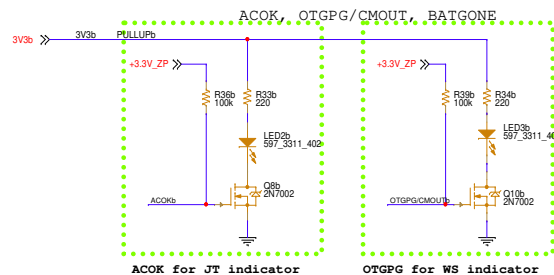 ACOK, OTGPG/CMOUT, BATGONE
3V3b
3V3b
PULLUPb
+3.3V_ZP
R36b
100k
R33b
220
LED2b
597_3311_402
Q8b
2N7002
ACOKb
+3.3V_ZP
R39b
100k
R34b
220
LED3b
597_3311_40
Q10b
2N7002
OTGPG/CMOUTb
ACOK for JT indicator
OTGPG for WS indicator